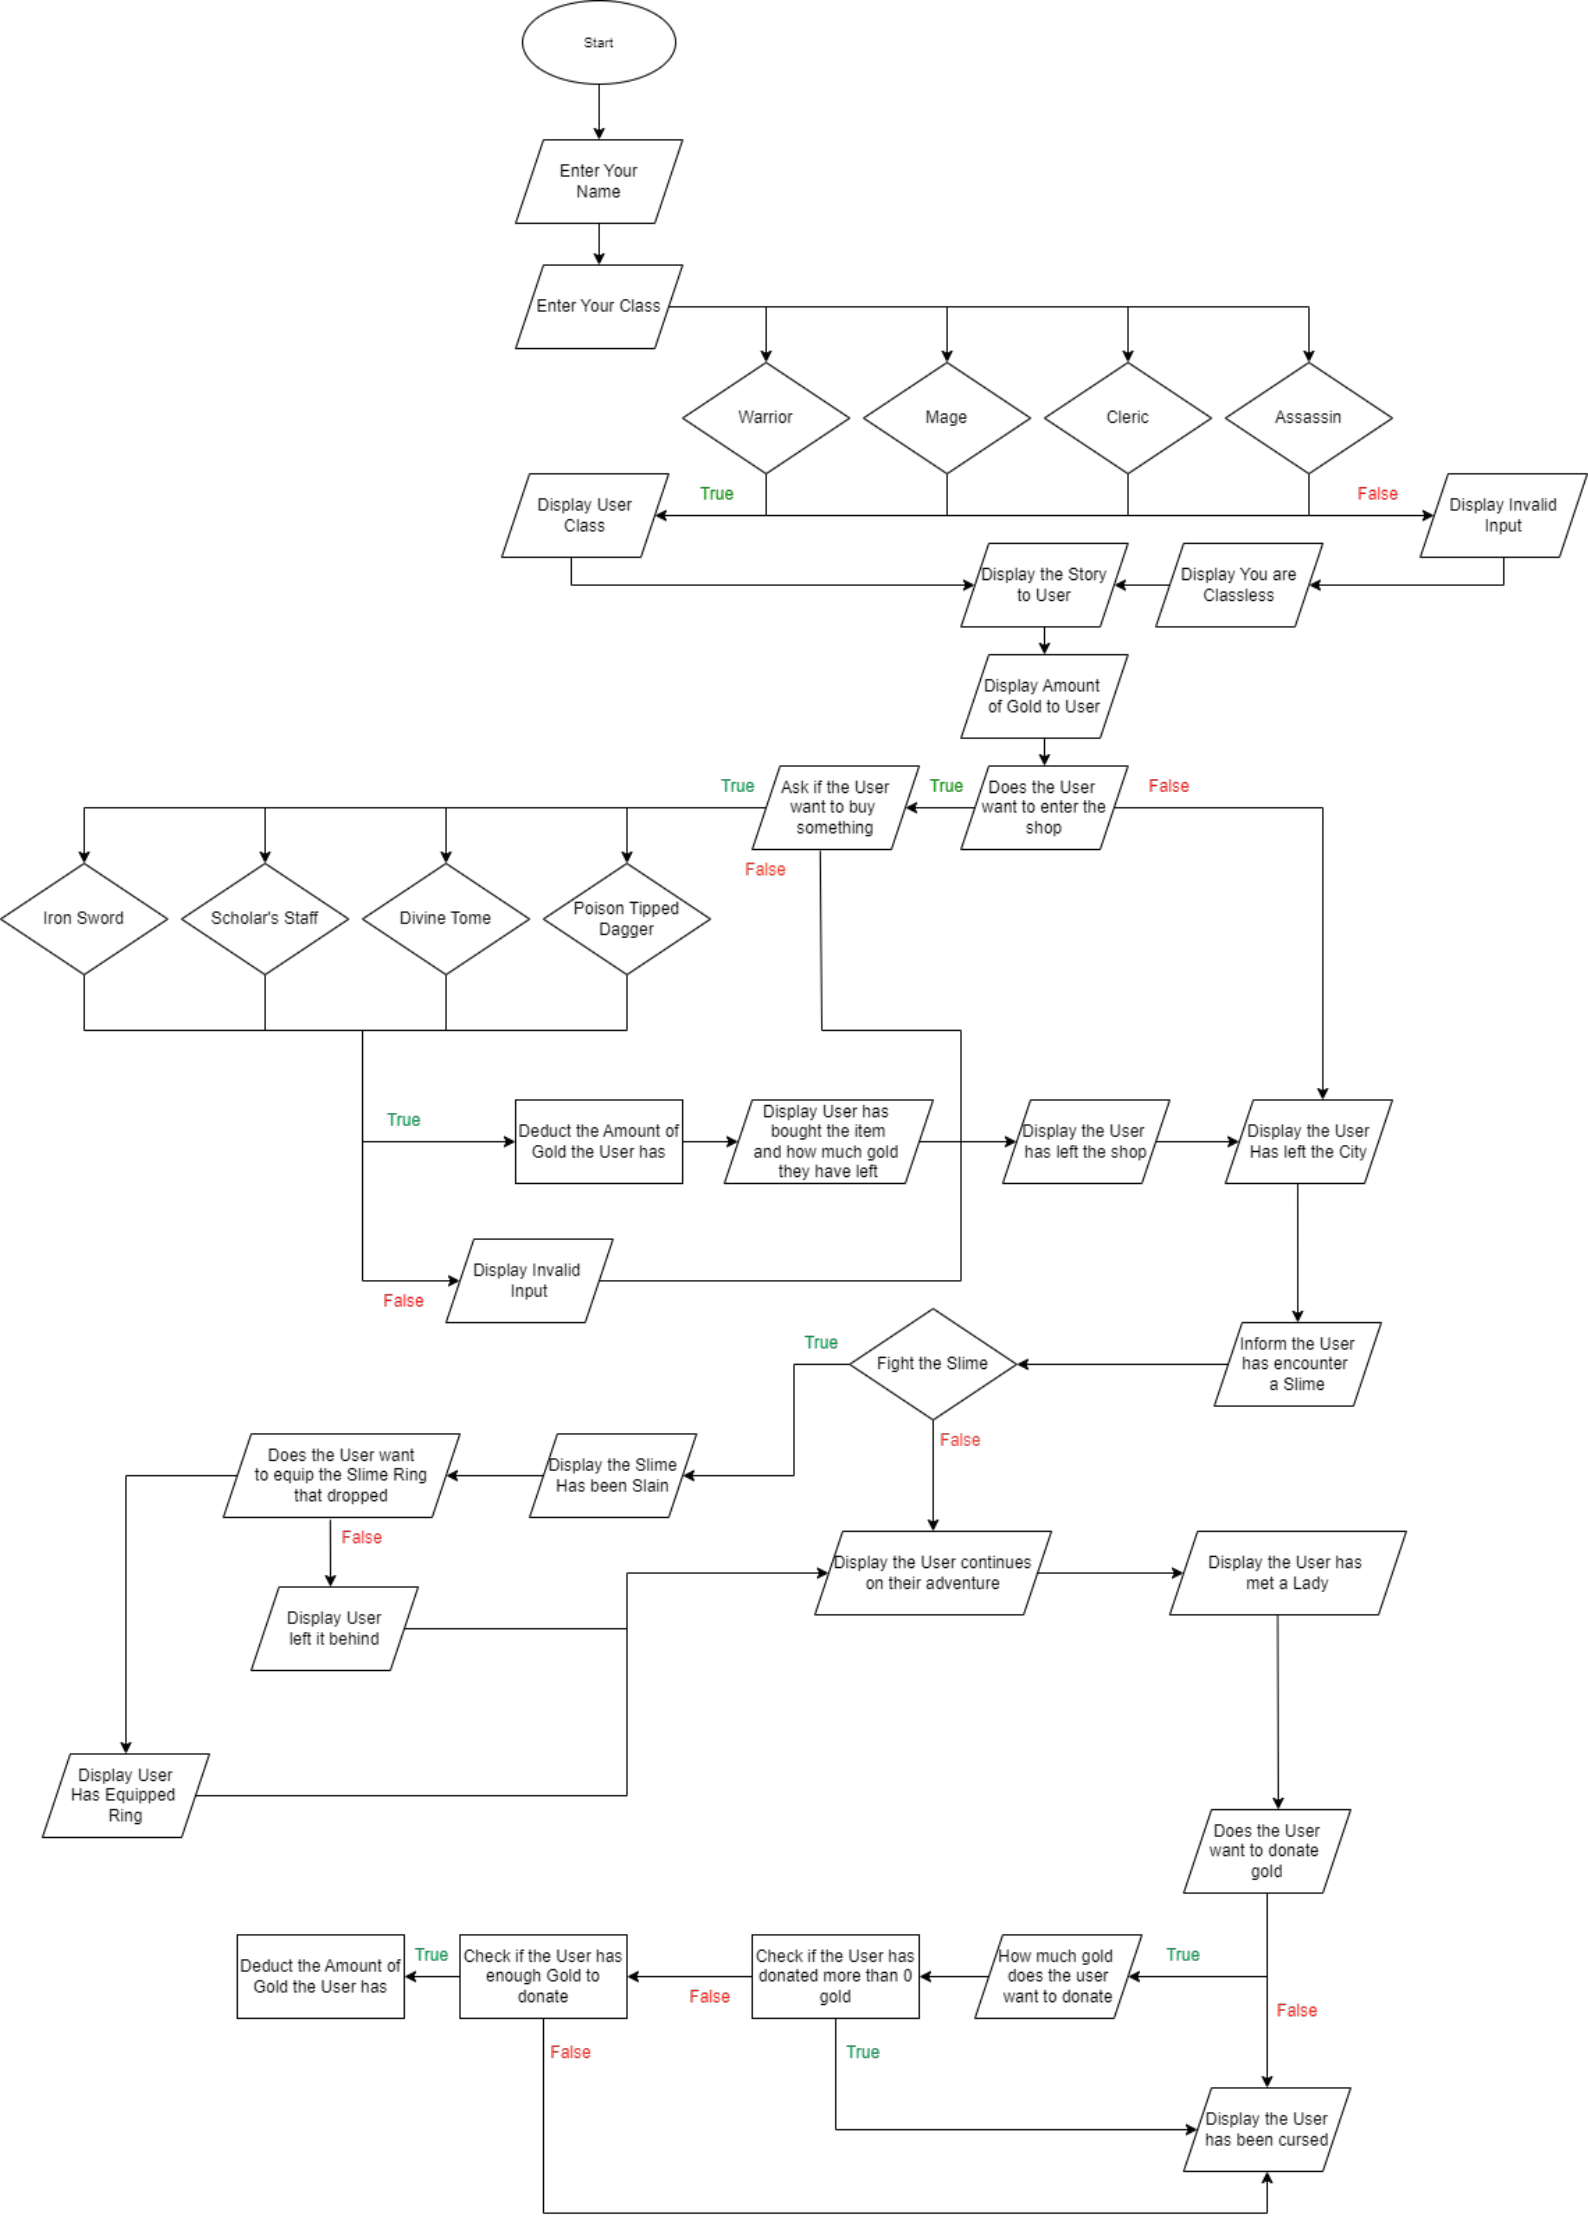 Start
Enter Your
Name
Enter Your Class
Warrior
Mage
Cleric
Assassin
True
False
Display User
Class
Display Invalid
Input
Display the Story
to User
Display You are
Classless
Display Amount
of Gold to User
True
Ask if the User
want to buy
something
True
Does the User
want to enter the
shop
False
False
Iron Sword
Scholar's Staff
Divine Tome
Poison Tipped
Dagger
True
Deduct the Amount of
Gold the User has
Display User has
bought the item
and how much gold
they have left
Display the User
has left the shop
Display the User
Has left the City
Display Invalid
Input
False
True
Fight the Slime
Inform the User
has encounter
a Slime
False
Does the User want
to equip the Slime Ring
that dropped
Display the Slime
Has been Slain
False
Display the User continues
on their adventure
Display the User has
met a Lady
Display User
left it behind
Display User
Has Equipped
Ring
Does the User
want to donate
gold
Deduct the Amount of
Gold the User has
True
Check if the User has
enough Gold to
donate
False
Check if the User has
donated more than 0
gold
How much gold
does the user
want to donate
True
False
False
True
Display the User
has been cursed